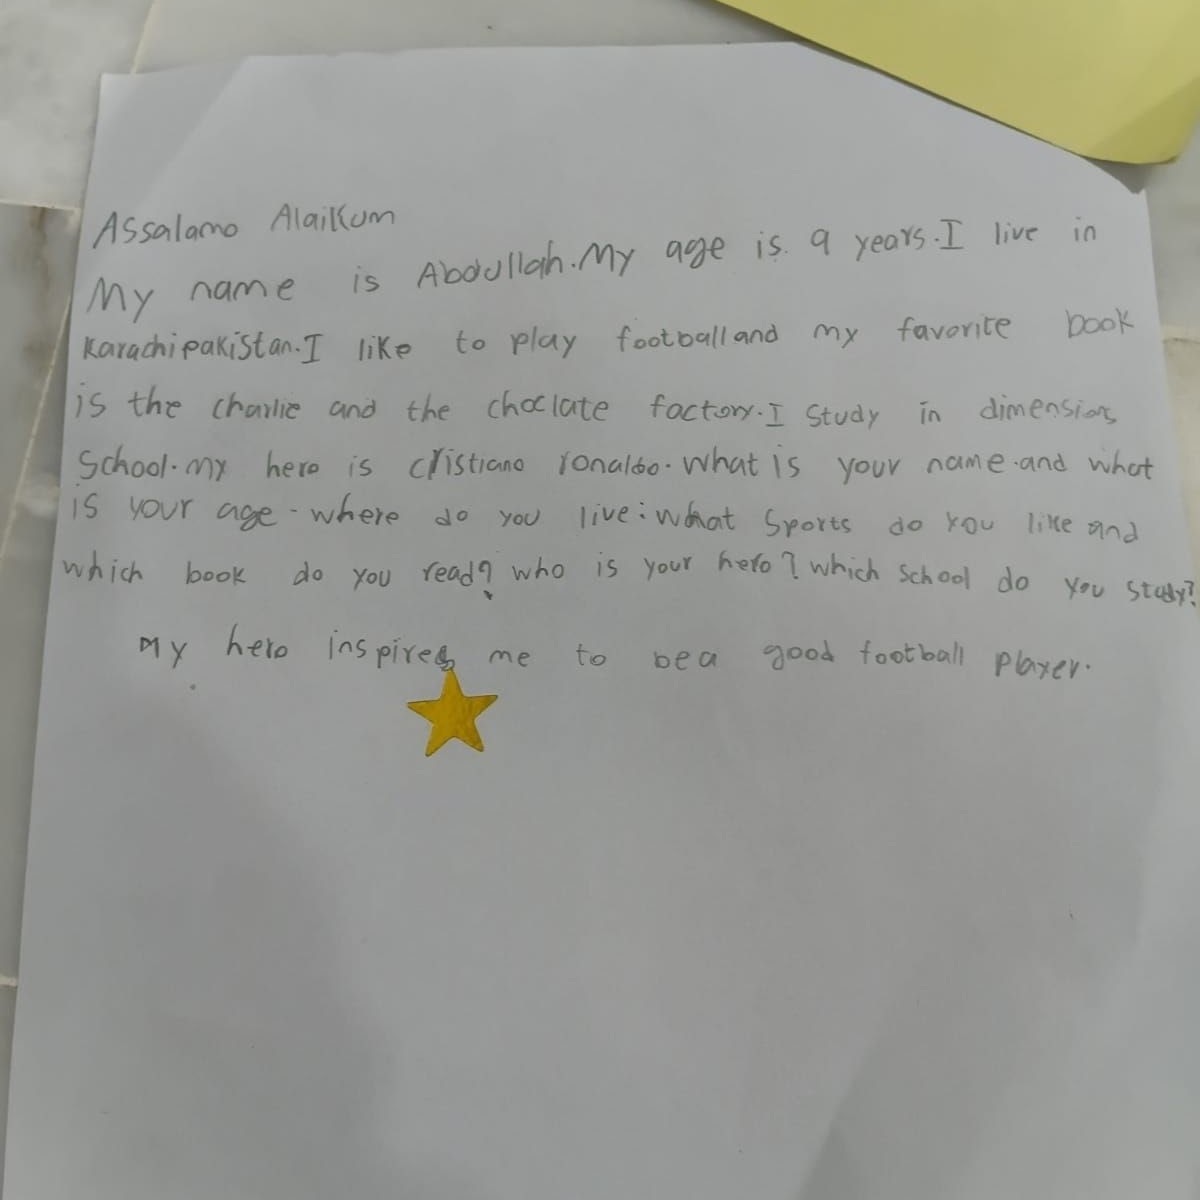 Assalamo Alaikum
My name is Abdullah.My age is 9 years.I live in
Karachi pakistan.I like to play football and my favorite book
is the charlie and the choclate factory.I study in dimensions
School.my hero is cristiano ronaldo.what is your name.and what
is your age.where do you live:what Sports do you like and
which book do you read? who is your hero? which school do you study?
My hero inspires me to be a good football player.